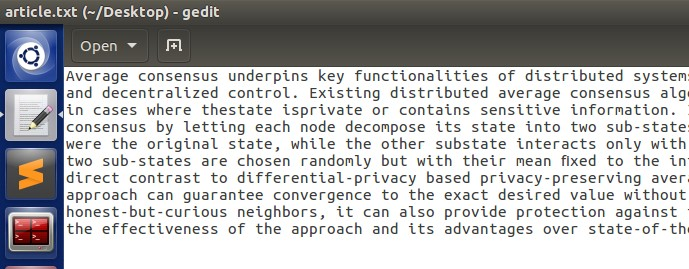 article.txt (~/Desktop) - gedit
Open
Average consensus underpins key functionalities of distributed systems
and decentralized control. Existing distributed average consensus algo
in cases where thestate isprivate or contains sensitive information.
consensus by letting each node decompose its state into two sub-states
were the original state, while the other substate interacts only with
two sub-states are chosen randomly but with their mean fixed to the in
direct contrast to differential-privacy based privacy-preserving avera
approach can guarantee convergence to the exact desired value without
honest-but-curious neighbors, it can also provide protection against
the effectiveness of the approach and its advantages over state-of-the